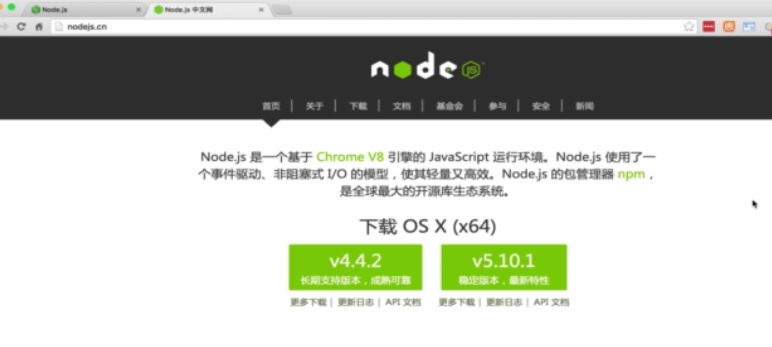 Node.js
Node.js 中文网
nodejs.cn
node JS
首页 | 关于 | 下载 | 文档 | 基金会 | 参与 | 安全 | 新闻
Node.js 是一个基于 Chrome V8 引擎的 JavaScript 运行环境。Node.js 使用了一
个事件驱动、非阻塞式 I/O 的模型，使其轻量又高效。Node.js 的包管理器 npm，
是全球最大的开源库生态系统。
下载 OS X (x64)
v4.4.2
长期支持版本，成熟可靠
更多下载 | 更新日志 | API 文档
v5.10.1
稳定版本，最新特性
更多下载 | 更新日志 | API 文档